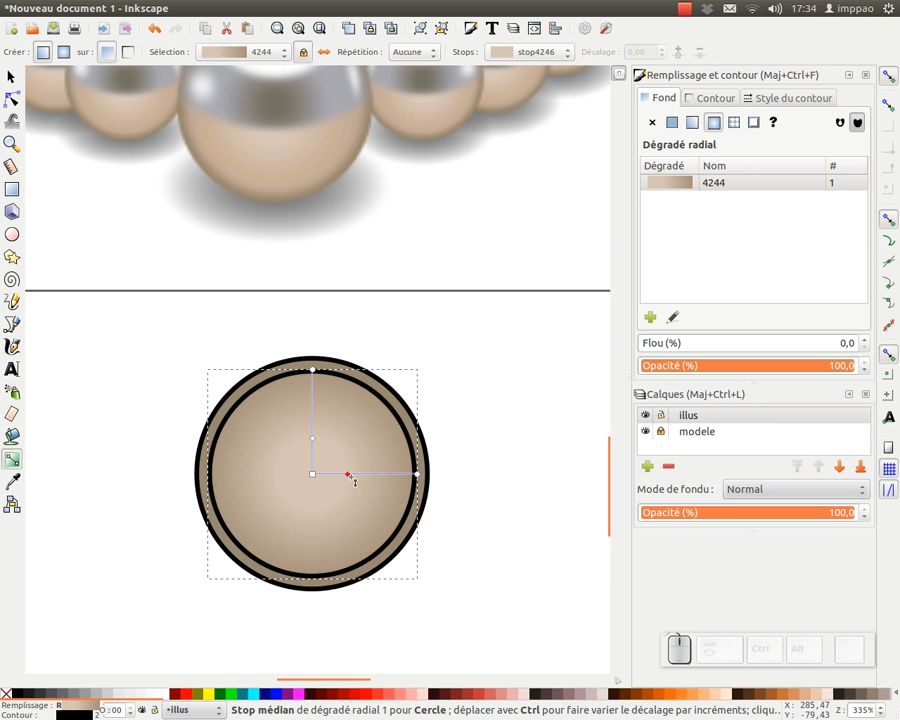 *Nouveau document 1 - Inkscape
17:34 imppao
Créer : sur : Sélection : 4244 Répétition : Aucune Stops : stop4246 Décalage : 0,00
Remplissage et contour (Maj+Ctrl+F)
Fond Contour Style du contour
?
Dégradé radial
Dégradé Nom #
4244 1
Flou (%) 0,0
Opacité (%) 100,0
Calques (Maj+Ctrl+L)
illus
modele
Mode de fondu : Normal
Opacité (%) 100,0
Ctrl Alt
Remplissage : R
Contour : 2
O: 100 •illus Stop médian de dégradé radial 1 pour Cercle ; déplacer avec Ctrl pour faire varier le décalage par incréments; cliqu...
X: 285,47
Y: -79,43
Z: 335%